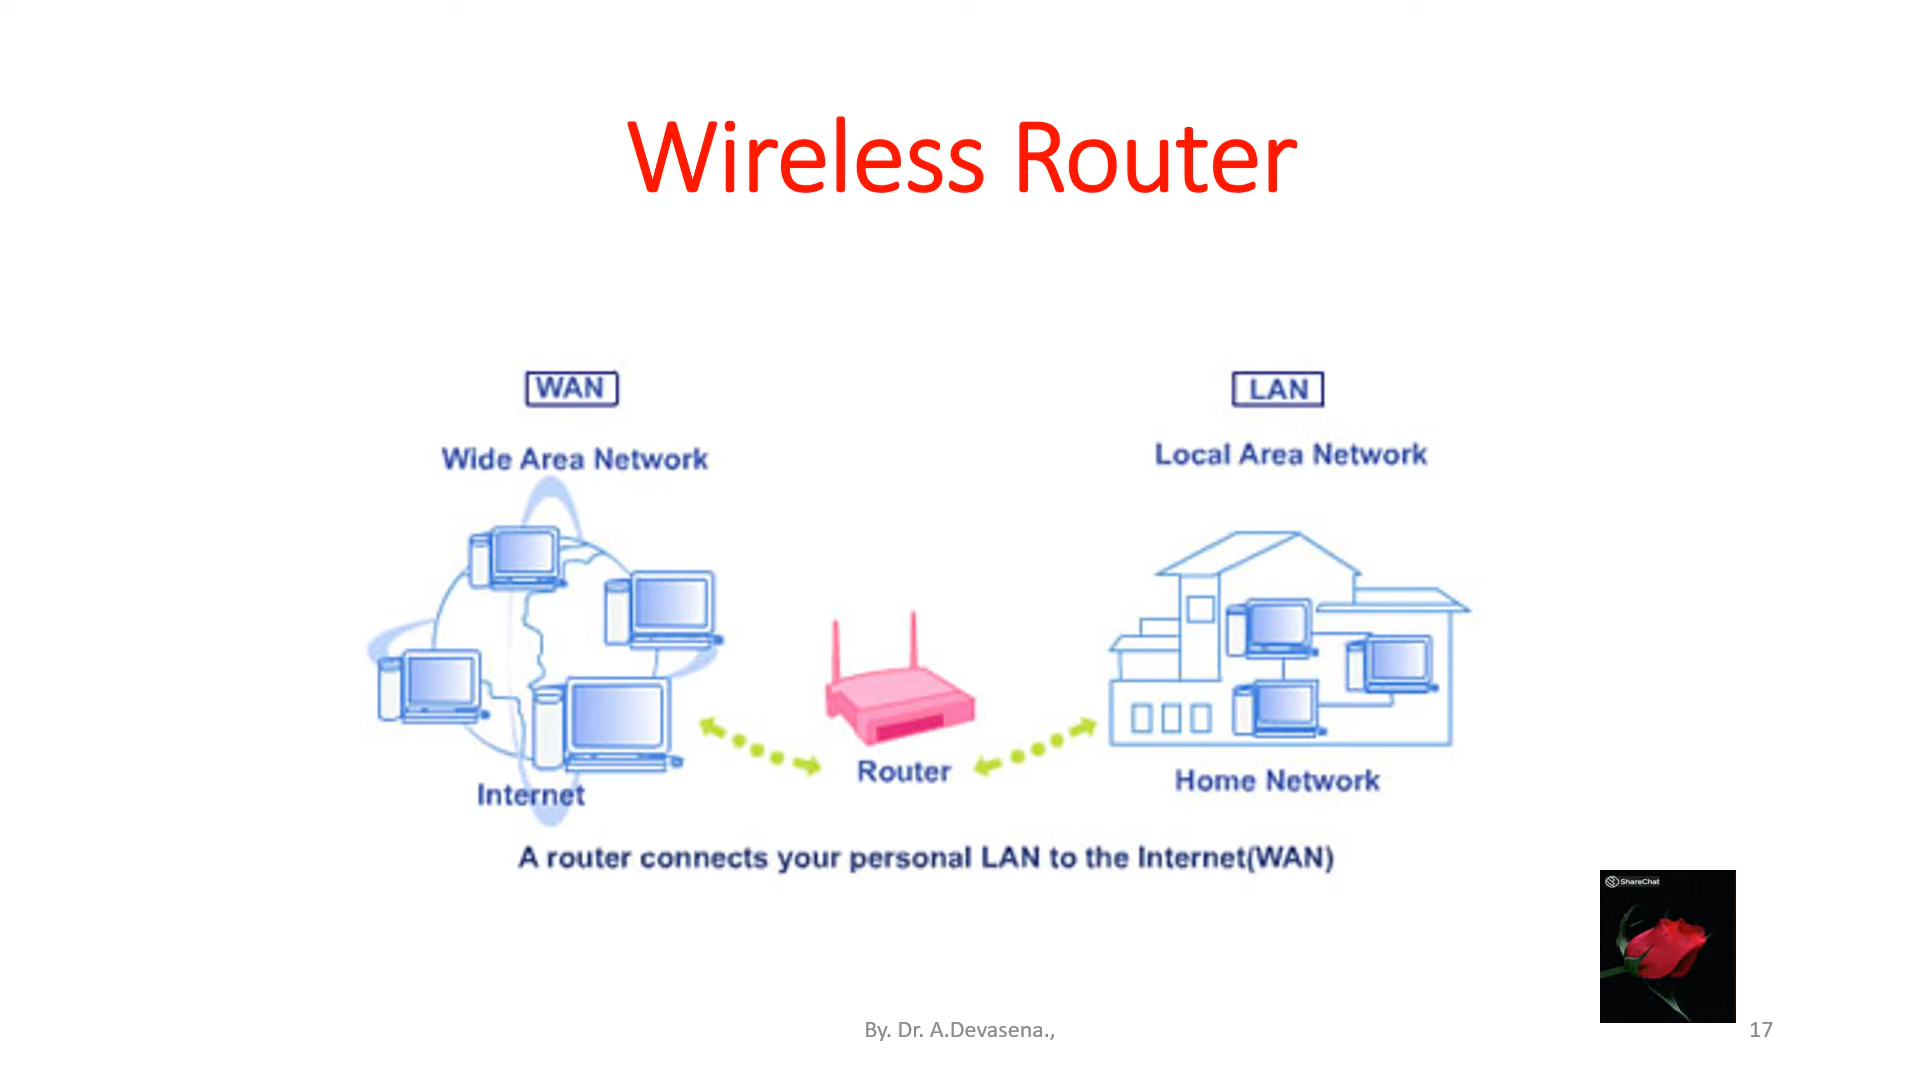 Wireless Router
WAN
LAN
Wide Area Network
Local Area Network
Router
Internet
Home Network
A router connects your personal LAN to the Internet(WAN)
ShareChat
By. Dr. A.Devasena.,
17